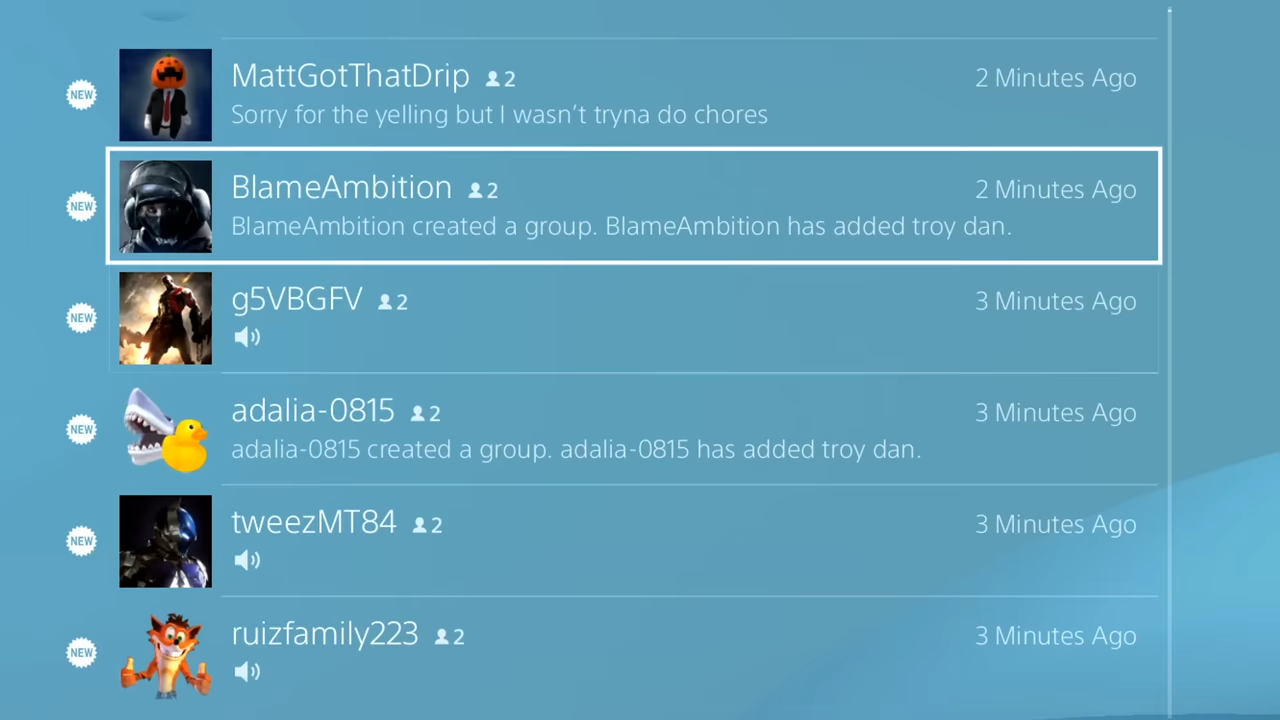 NEW
MattGotThatDrip 2
2 Minutes Ago
Sorry for the yelling but I wasn't tryna do chores
NEW
BlameAmbition 2
2 Minutes Ago
BlameAmbition created a group. BlameAmbition has added troy dan.
NEW
g5VBGFV 2
3 Minutes Ago
NEW
adalia-0815 2
3 Minutes Ago
adalia-0815 created a group. adalia-0815 has added troy dan.
NEW
tweezMT84 2
3 Minutes Ago
NEW
ruizfamily223 2
3 Minutes Ago